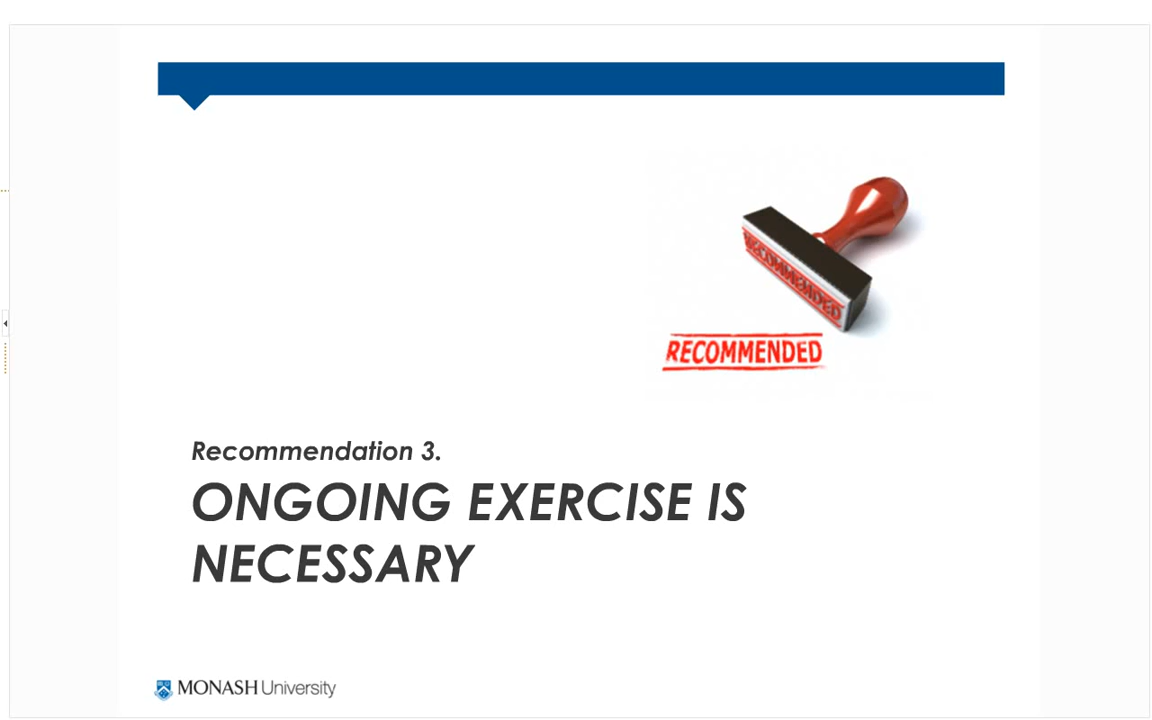 RECOMMENDED
RECOMMENDED
Recommendation 3.
ONGOING EXERCISE IS
NECESSARY
MONASH University